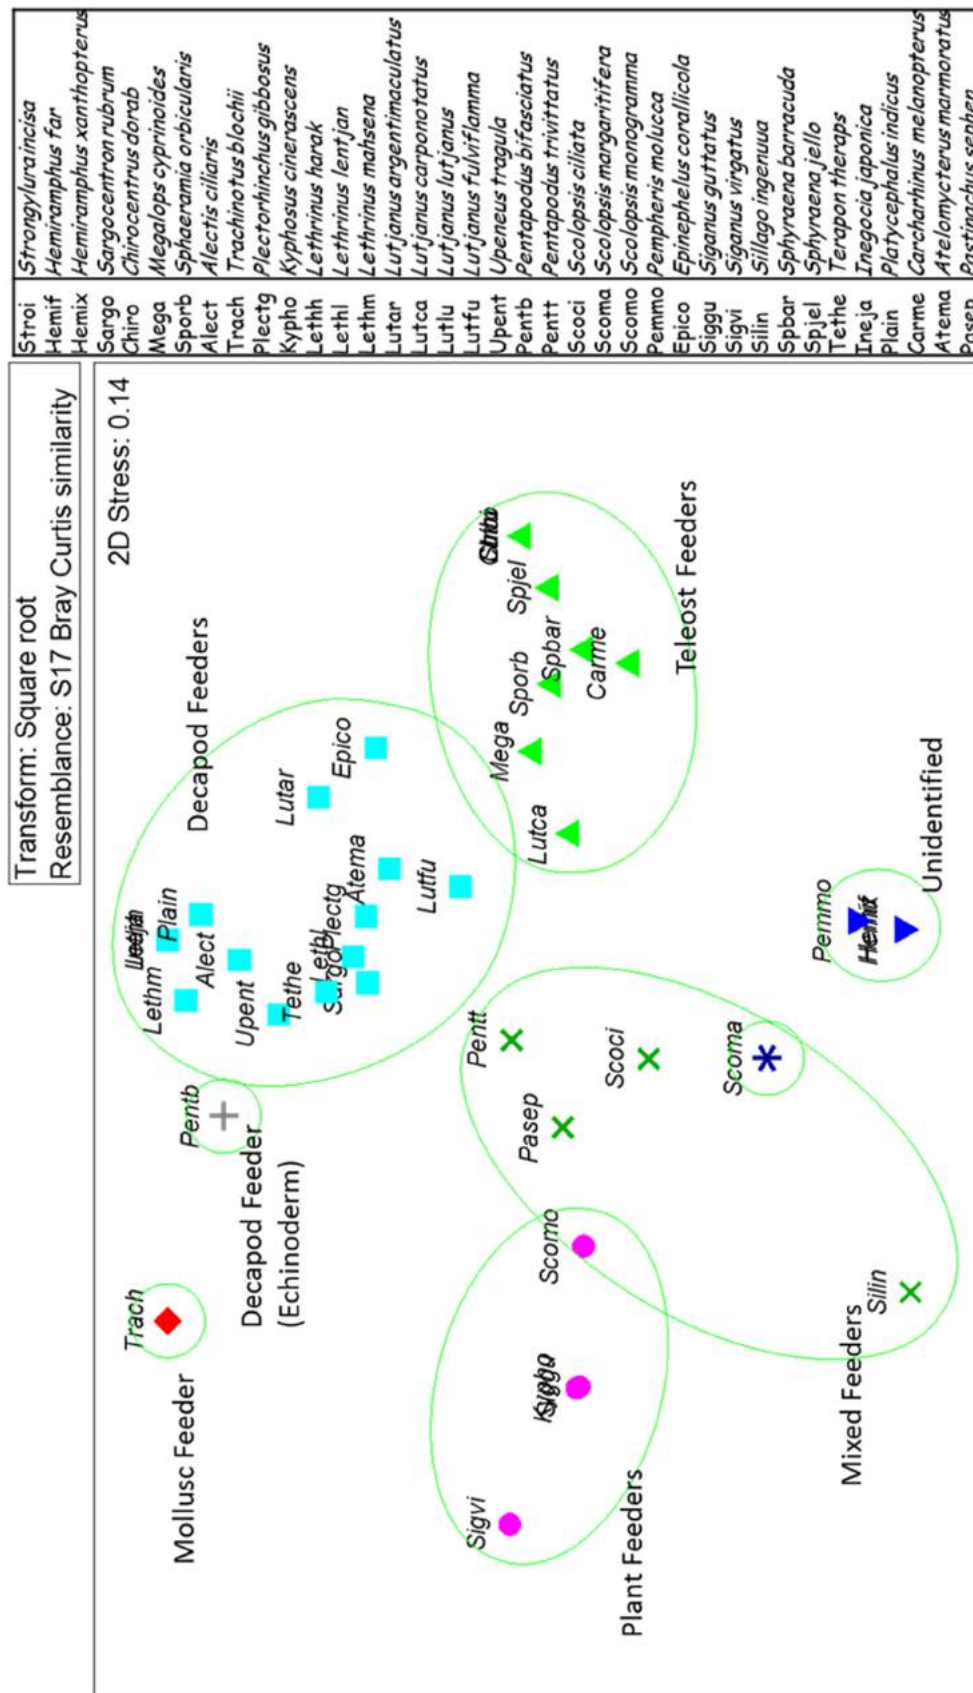 Transform: Square root
Resemblance: S17 Bray Curtis similarity
2D Stress: 0.14
Mollusc Feeder
Trach
Decapod Feeder
(Echinoderm)
Pentb
Decapod Feeders
Lethm
Plain
Alect
Upent
Tethe
Lethl
Sargo
Plectg
Atema
Lutfu
Lutar
Epico
Teleost Feeders
Lutca
Mega
Sporb
Spbar
Carme
Spjel
Plant Feeders
Sigvi
Scomo
Mixed Feeders
Pentt
Pasep
Scoci
Scoma
Silin
Unidentified
Pemmo
Stroi Strongyluraincisa
Hemif Hemiramphus far
Hemix Hemiramphus xanthopterus
Sargo Sargocentron rubrum
Chiro Chirocentrus dorab
Mega Megalops cyprinoides
Sporb Sphaeramia orbicularis
Alect Alectis ciliaris
Trach Trachinotus blochii
Plectg Plectorhinchus gibbosus
Kypho Kyphosus cinerascens
Lethh Lethrinus harak
Lethl Lethrinus lentjan
Lethm Lethrinus mahsena
Lutar Lutjanus argentimaculatus
Lutca Lutjanus carponotatus
Lutlu Lutjanus lutjanus
Lutfu Lutjanus fulviflamma
Upent Upeneus tragula
Pentb Pentapodus bifasciatus
Pentt Pentapodus trivittatus
Scoci Scolopsis ciliata
Scoma Scolopsis margaritifera
Scomo Scolopsis monogramma
Pemmo Pempheris molucca
Epico Epinephelus corallicola
Siggu Siganus guttatus
Sigvi Siganus virgatus
Silin Sillago ingenuua
Spbar Sphyraena barracuda
Spjel Sphyraena jello
Tethe Terapon theraps
Ineja Inegocia japonica
Plain Platycephalus indicus
Carme Carcharhinus melanopterus
Atema Atelomycterus marmoratus
Pasep Pastinachus sephen